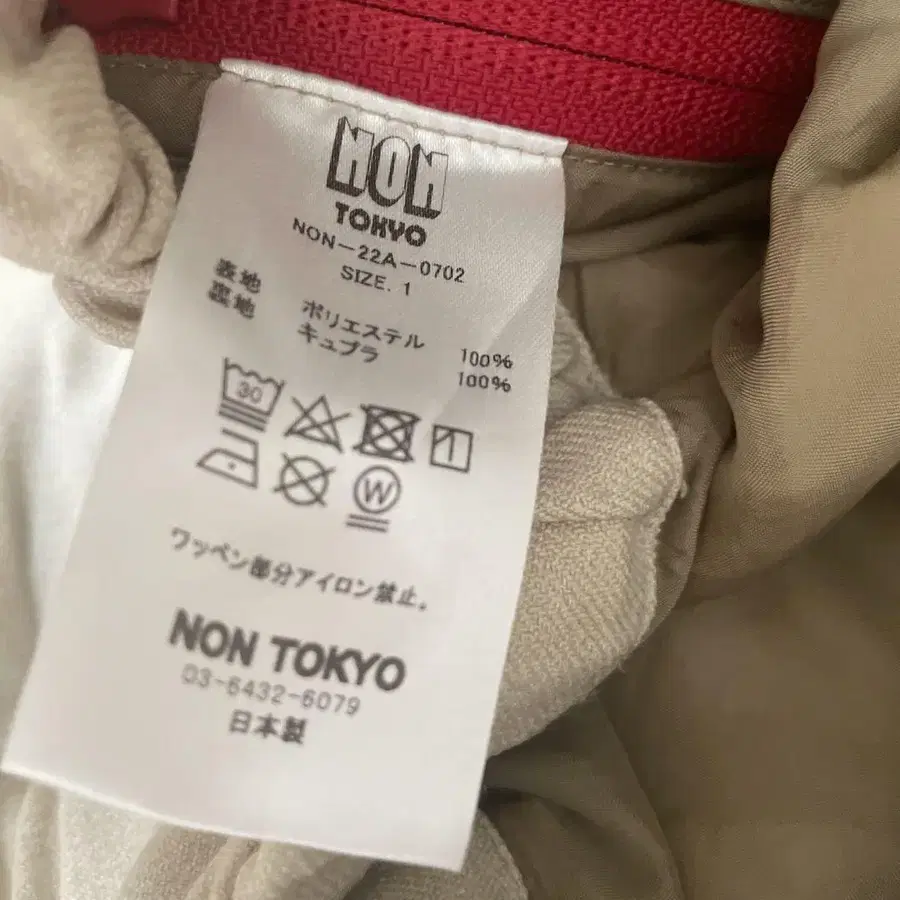 NON
TOKYO
NON-22A-0702
SIZE. 1
表地 ポリエステル 100%
裏地 キュプラ 100%
30
W
ワッペン部分アイロン禁止。
NON TOKYO
03-6432-6079
日本製